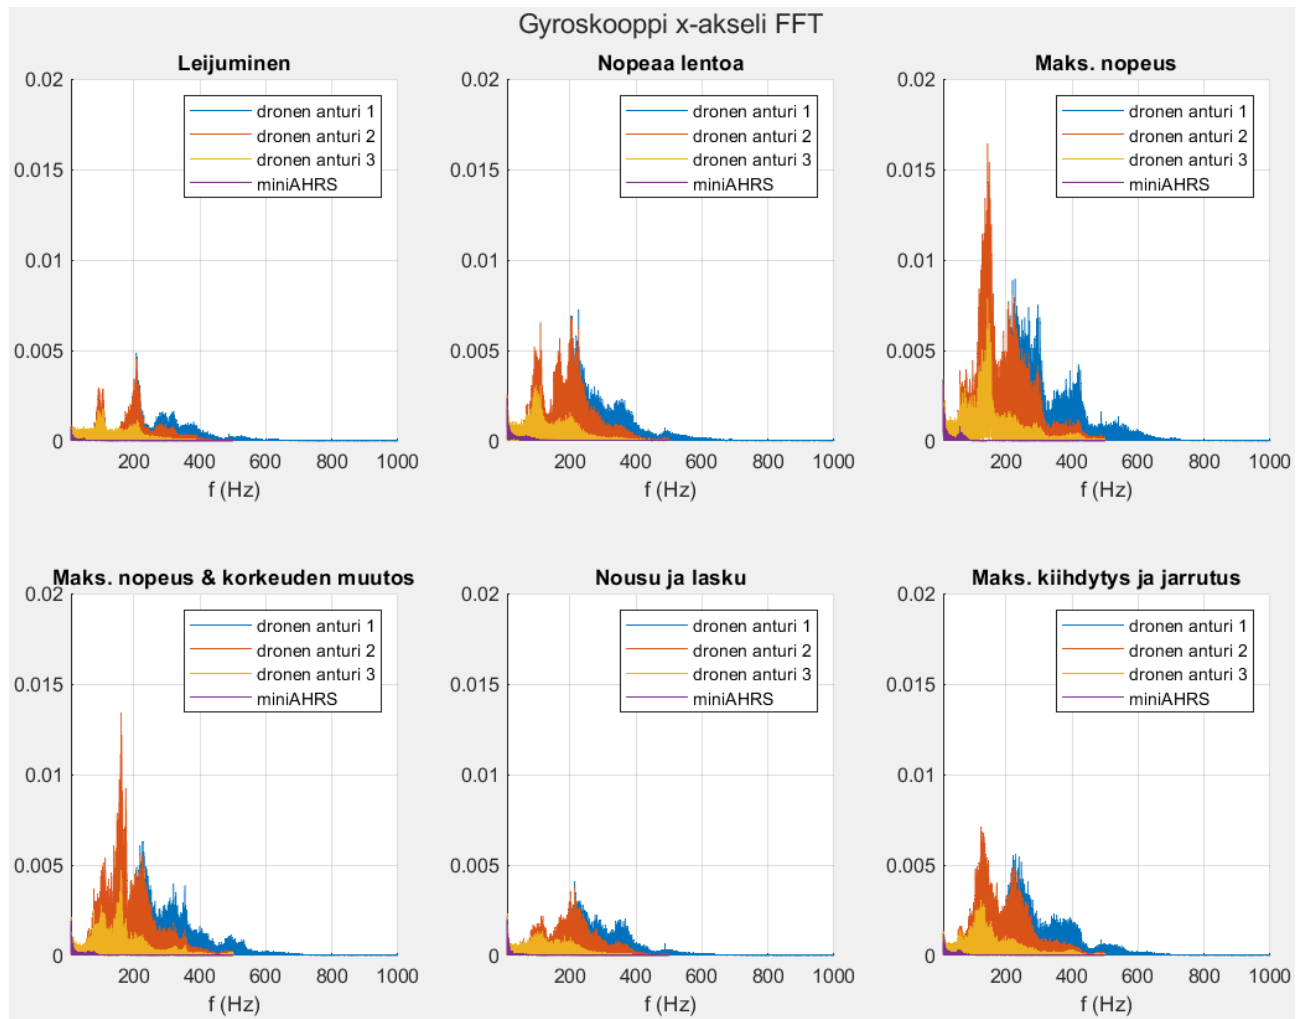 Gyroskooppi x-akseli FFT
Leijuminen
0.02
0.015
0.01
0.005
0
dronen anturi 1
dronen anturi 2
dronen anturi 3
miniAHRS
200 400 600 800 1000
f (Hz)
Nopeaa lentoa
0.02
0.015
0.01
0.005
0
dronen anturi 1
dronen anturi 2
dronen anturi 3
miniAHRS
200 400 600 800 1000
f (Hz)
Maks. nopeus
0.02
0.015
0.01
0.005
0
dronen anturi 1
dronen anturi 2
dronen anturi 3
miniAHRS
200 400 600 800 1000
f (Hz)
Maks. nopeus & korkeuden muutos
0.02
0.015
0.01
0.005
0
dronen anturi 1
dronen anturi 2
dronen anturi 3
miniAHRS
200 400 600 800 1000
f (Hz)
Nousu ja lasku
0.02
0.015
0.01
0.005
0
dronen anturi 1
dronen anturi 2
dronen anturi 3
miniAHRS
200 400 600 800 1000
f (Hz)
Maks. kiihdytys ja jarrutus
0.02
0.015
0.01
0.005
0
dronen anturi 1
dronen anturi 2
dronen anturi 3
miniAHRS
200 400 600 800 1000
f (Hz)